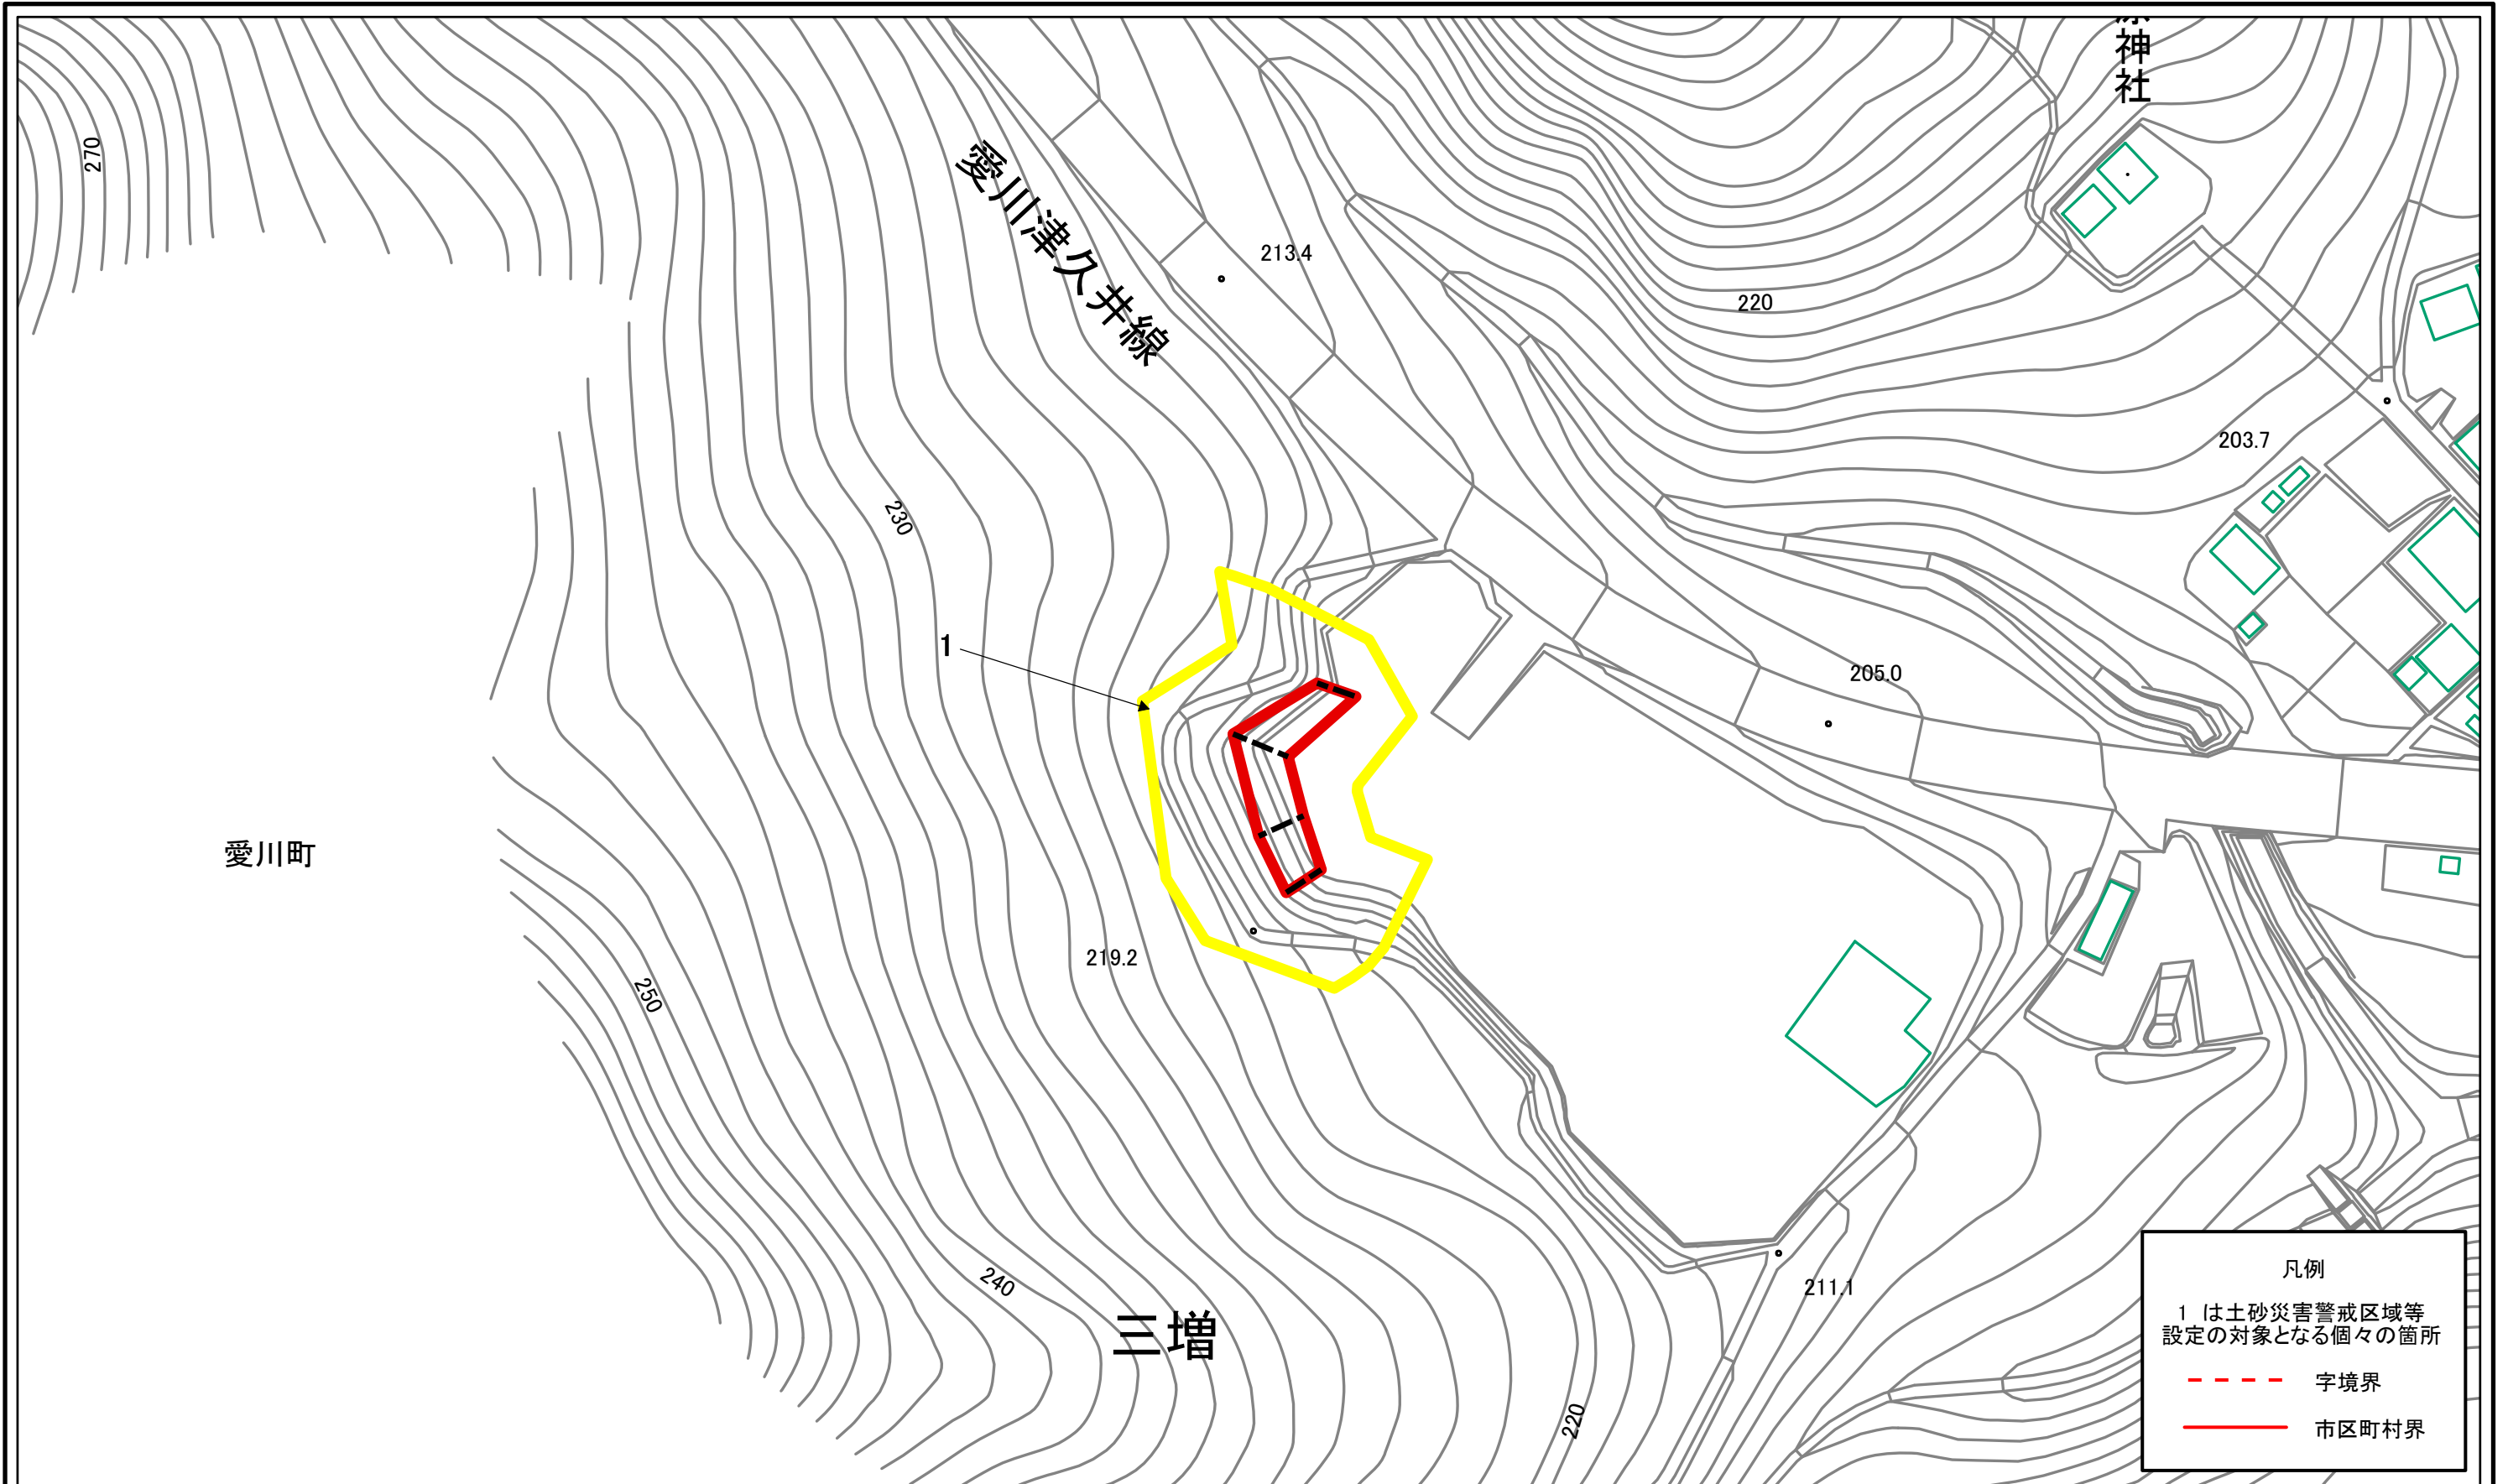 神社
270
愛川津久井線
213.4
220
203.7
230
1
205.0
愛川町
219.2
250
240
三増
211.1
220
凡例
1 は土砂災害警戒区域等
設定の対象となる個々の箇所
字境界
市区町村界